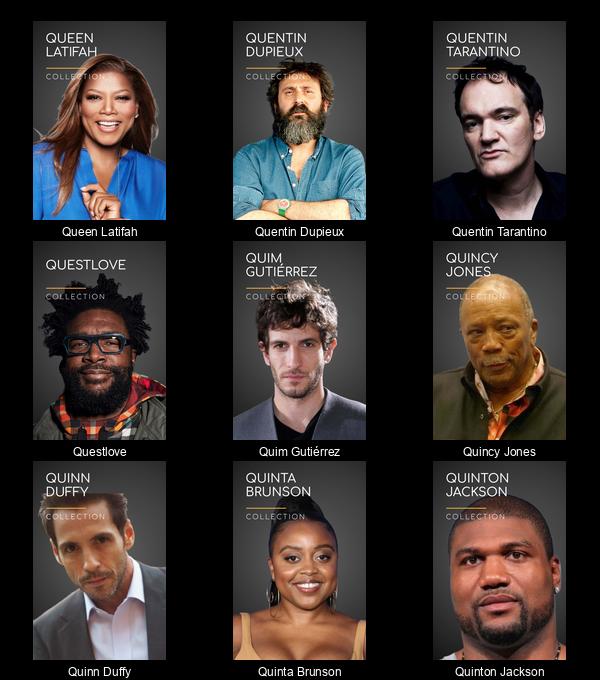 QUEEN
LATIFAH
COLLECTION
Queen Latifah
QUENTIN
DUPIEUX
COLLECTION
Quentin Dupieux
QUENTIN
TARANTINO
COLLECTION
Quentin Tarantino
QUESTLOVE
COLLECTION
Questlove
QUIM
GUTIÉRREZ
COLLECTION
Quim Gutiérrez
QUINCY
JONES
COLLECTION
Quincy Jones
QUINN
DUFFY
COLLECTION
Quinn Duffy
QUINTA
BRUNSON
COLLECTION
Quinta Brunson
QUINTON
JACKSON
COLLECTION
Quinton Jackson